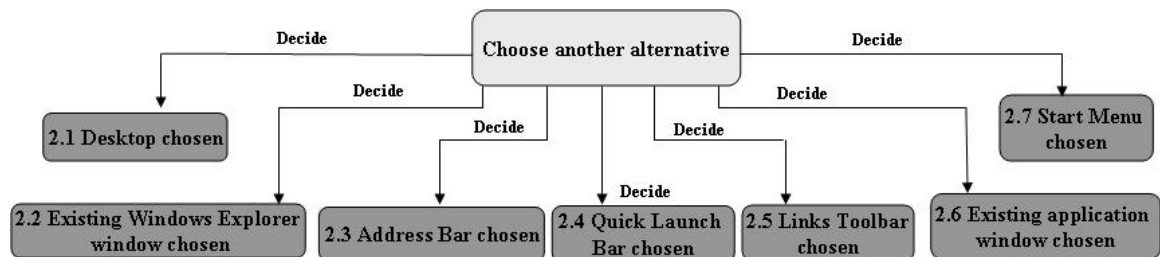 Decide
Choose another alternative
Decide
Decide
Decide
Decide
Decide
Decide
2.1 Desktop chosen
2.7 Start Menu
chosen
2.2 Existing Windows Explorer
window chosen
2.3 Address Bar chosen
2.4 Quick Launch
Bar chosen
2.5 Links Toolbar
chosen
2.6 Existing application
window chosen